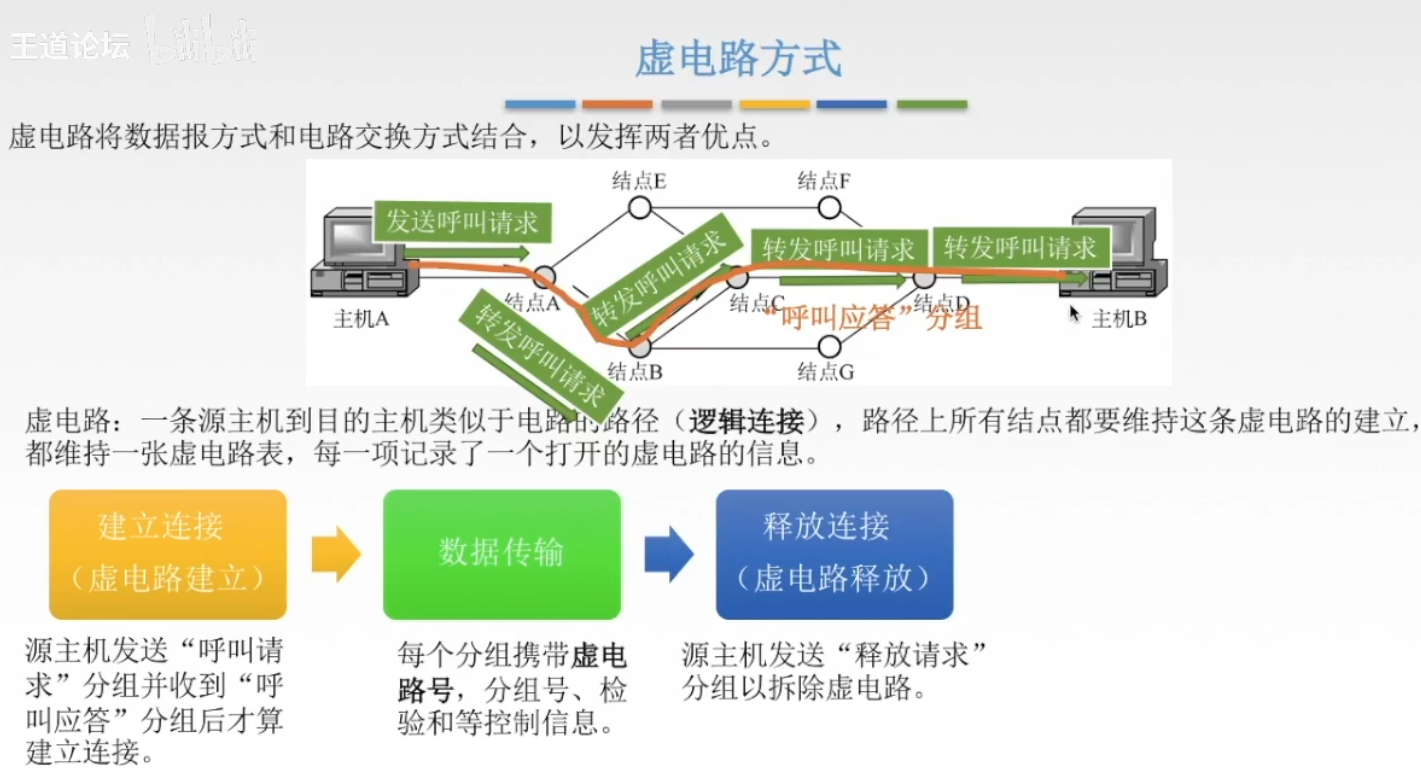 王道论坛 bilibili
虚电路方式
虚电路将数据报方式和电路交换方式结合，以发挥两者优点。
结点E
结点F
发送呼叫请求
转发呼叫请求
转发呼叫请求
转发呼叫请求
结点A
结点C
结点D
主机A
转发呼叫请求
“呼叫应答”分组
主机B
结点B
结点G
虚电路：一条源主机到目的主机类似于电路的路径（逻辑连接），路径上所有结点都要维持这条虚电路的建立，
都维持一张虚电路表，每一项记录了一个打开的虚电路的信息。
建立连接
（虚电路建立）
数据传输
释放连接
（虚电路释放）
源主机发送“呼叫请
求”分组并收到“呼
叫应答”分组后才算
建立连接。
每个分组携带虚电
路号，分组号、检
验和等控制信息。
源主机发送“释放请求”
分组以拆除虚电路。